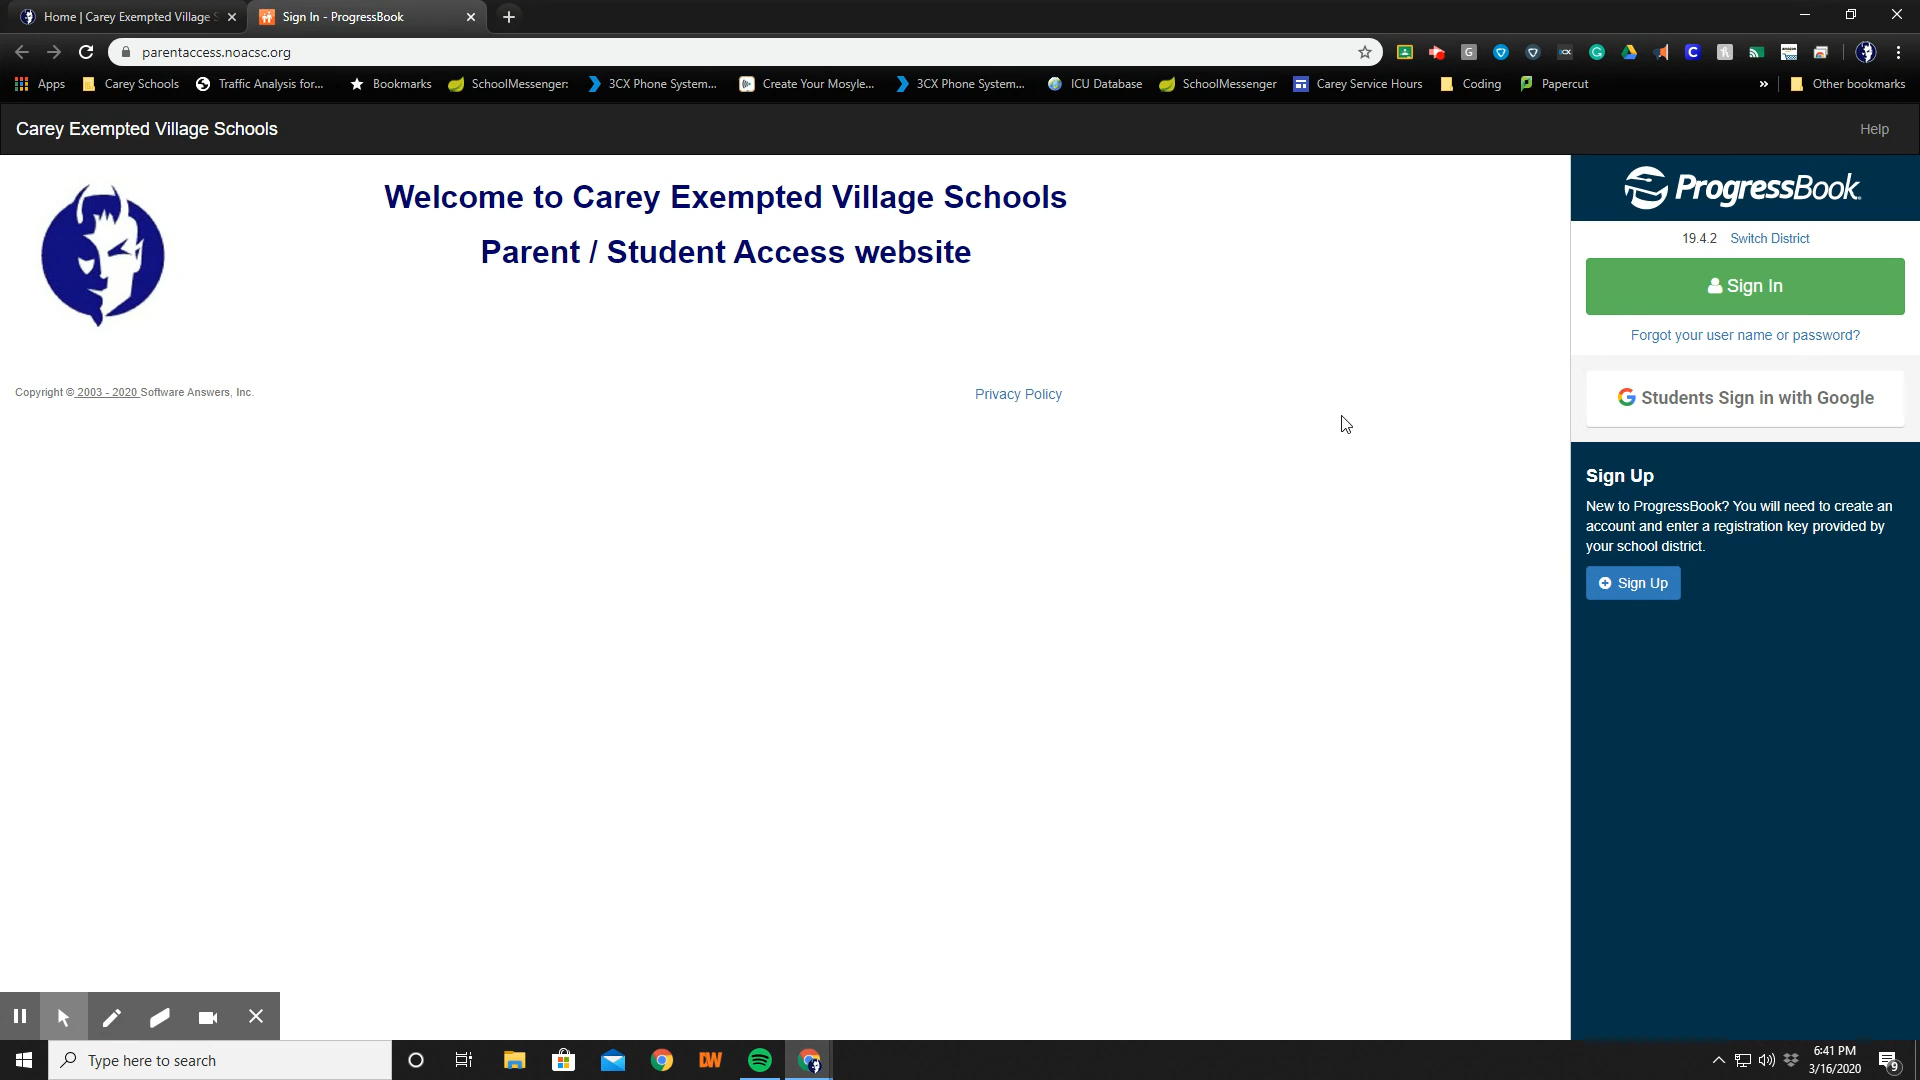 Home | Carey Exempted Village S
Sign In - ProgressBook
parentaccess.noacsc.org
Apps
Carey Schools
Traffic Analysis for...
Bookmarks
SchoolMessenger:
3CX Phone System...
Create Your Mosyle...
3CX Phone System...
ICU Database
SchoolMessenger
Carey Service Hours
Coding
Papercut
»
Other bookmarks
Carey Exempted Village Schools
Help
Welcome to Carey Exempted Village Schools
Parent / Student Access website
Copyright © 2003 - 2020 Software Answers, Inc.
Privacy Policy
ProgressBook
19.4.2 Switch District
Sign In
Forgot your user name or password?
Students Sign in with Google
Sign Up
New to ProgressBook? You will need to create an
account and enter a registration key provided by
your school district.
Sign Up
Type here to search
DW
6:41 PM
3/16/2020
9